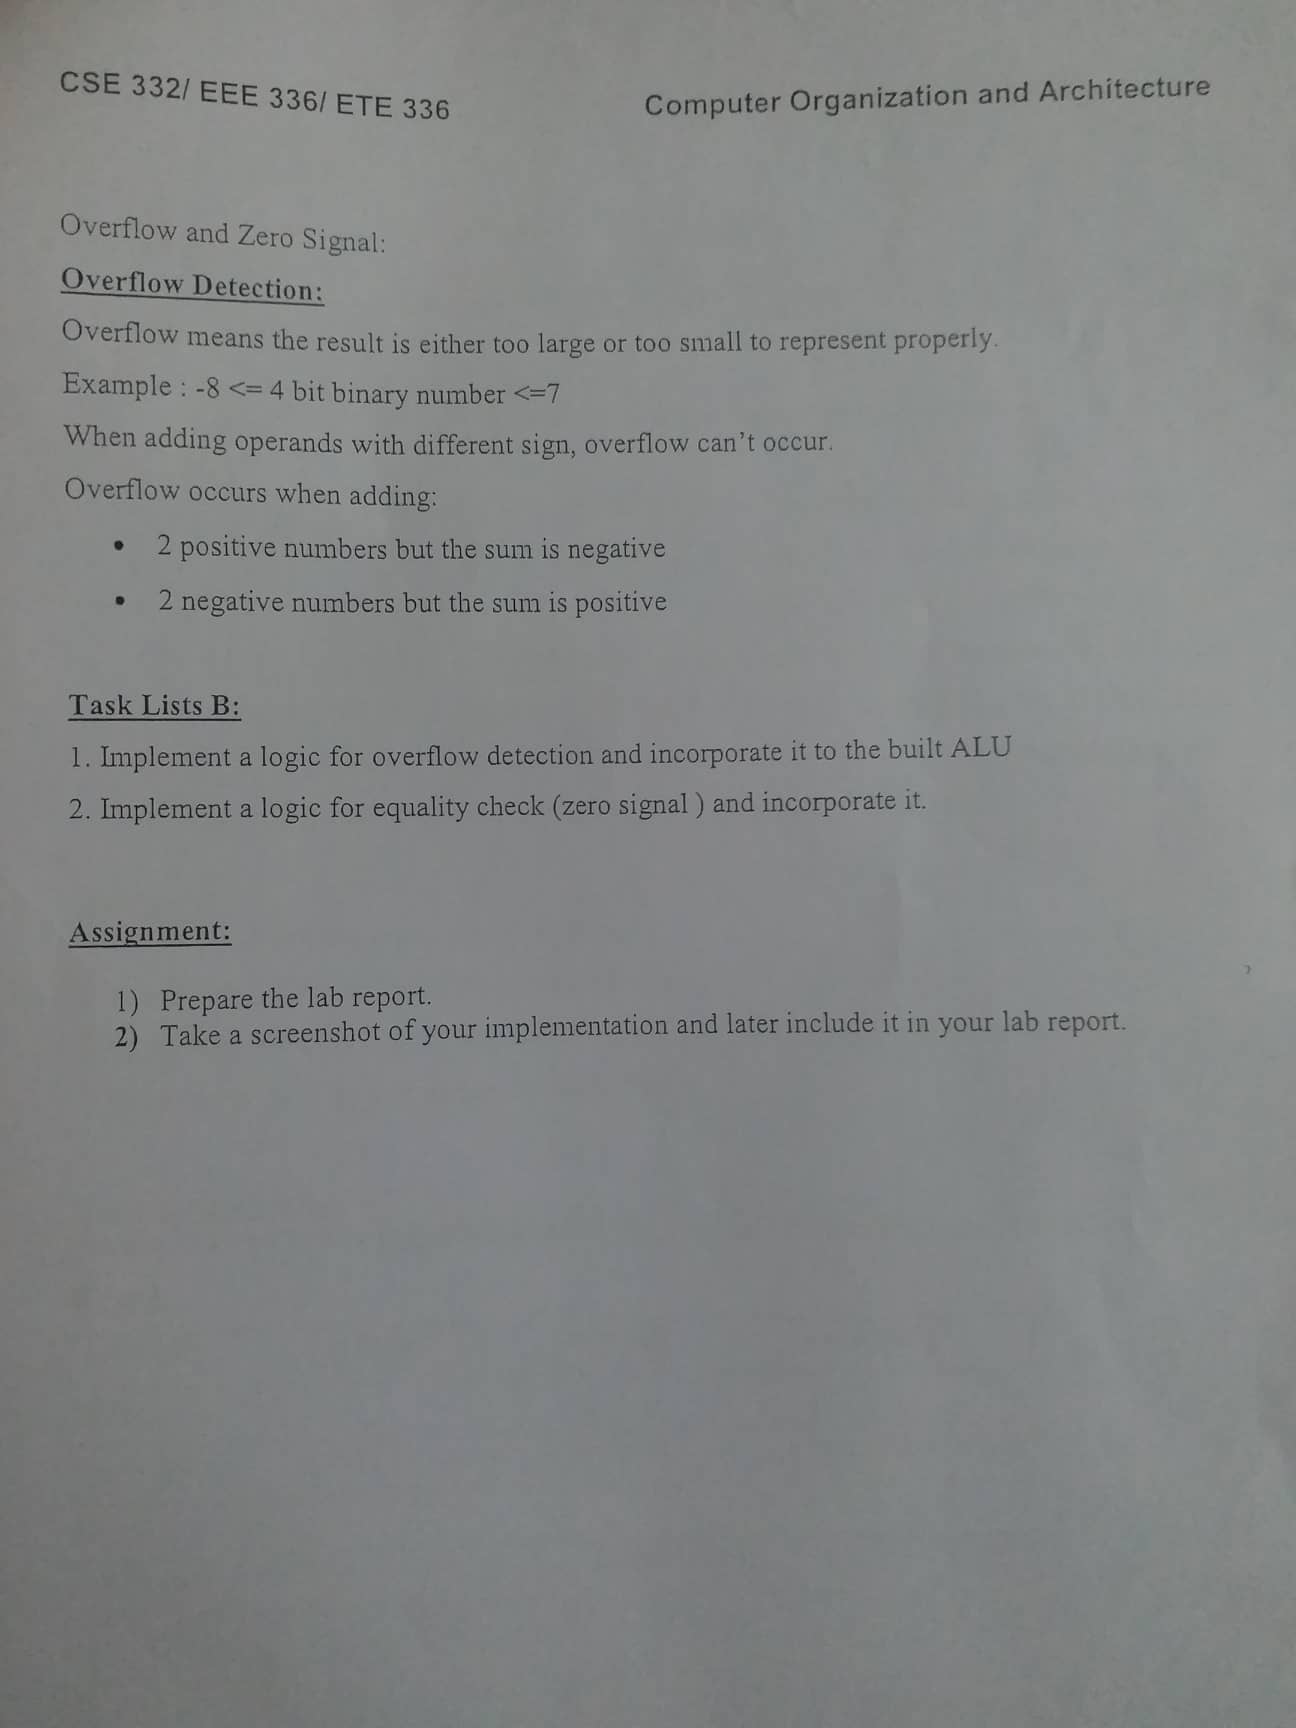 CSE 332/ EEE 336/ ETE 336
Computer Organization and Architecture
Overflow and Zero Signal:
Overflow Detection:
Overflow means the result is either too large or too small to represent properly.
Example : -8 <= 4 bit binary number <=7
When adding operands with different sign, overflow can’t occur.
Overflow occurs when adding:
• 2 positive numbers but the sum is negative
• 2 negative numbers but the sum is positive
Task Lists B:
1. Implement a logic for overflow detection and incorporate it to the built ALU
2. Implement a logic for equality check (zero signal ) and incorporate it.
Assignment:
1) Prepare the lab report.
2) Take a screenshot of your implementation and later include it in your lab report.